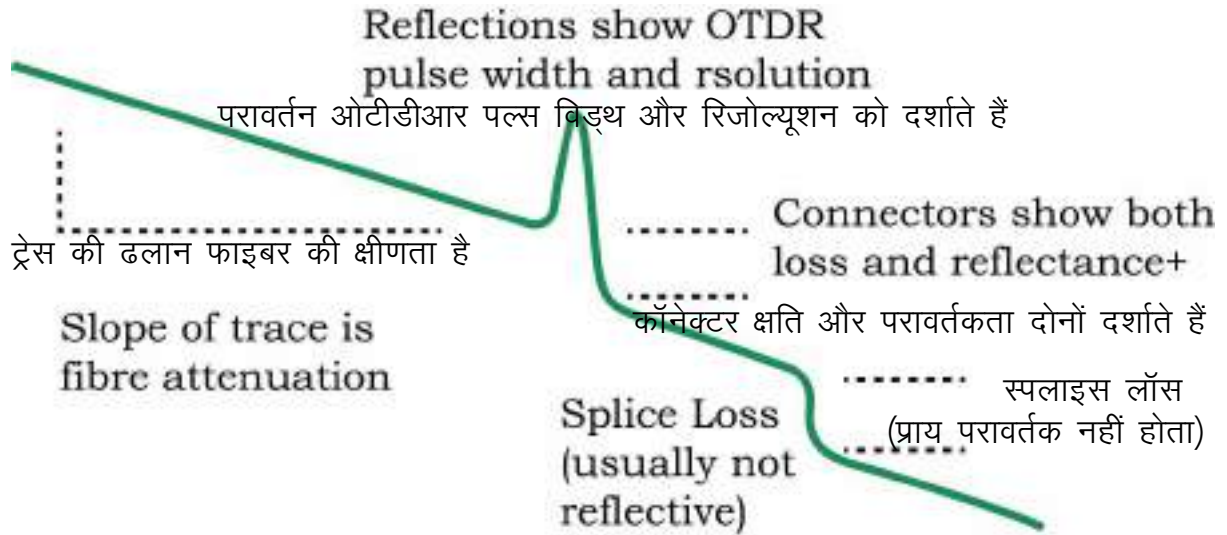 Reflections show OTDR
pulse width and rsolution
परावर्तन ओटीडीआर पल्स विड्थ और रिजोल्यूशन को दर्शाते हैं
Connectors show both
loss and reflectance+
कॉनेक्टर क्षति और परावर्तकता दोनों दर्शाते हैं
ट्रेस की ढलान फाइबर की क्षीणता है
Slope of trace is
fibre attenuation
स्पलाइस लॉस
(प्राय परावर्तक नहीं होता)
Splice Loss
(usually not
reflective)